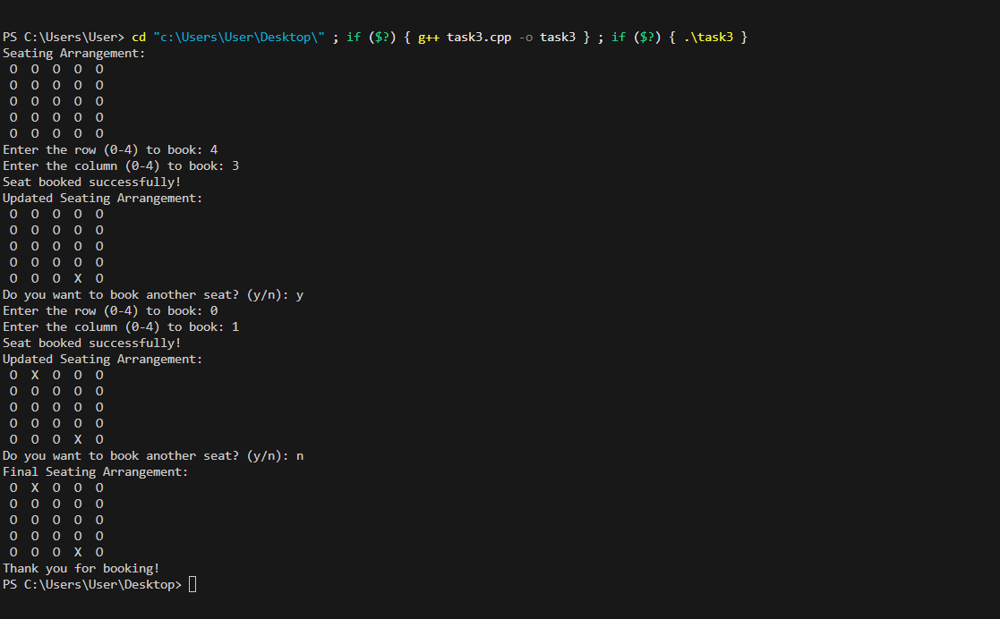 PS C:\Users\User> cd "c:\Users\User\Desktop\" ; if ($?) { g++ task3.cpp -o task3 } ; if ($?) { .\task3 }
Seating Arrangement:
 O  O  O  O  O
 O  O  O  O  O
 O  O  O  O  O
 O  O  O  O  O
 O  O  O  O  O
Enter the row (0-4) to book: 4
Enter the column (0-4) to book: 3
Seat booked successfully!
Updated Seating Arrangement:
 O  O  O  O  O
 O  O  O  O  O
 O  O  O  O  O
 O  O  O  O  O
 O  O  O  X  O
Do you want to book another seat? (y/n): y
Enter the row (0-4) to book: 0
Enter the column (0-4) to book: 1
Seat booked successfully!
Updated Seating Arrangement:
 O  X  O  O  O
 O  O  O  O  O
 O  O  O  O  O
 O  O  O  O  O
 O  O  O  X  O
Do you want to book another seat? (y/n): n
Final Seating Arrangement:
 O  X  O  O  O
 O  O  O  O  O
 O  O  O  O  O
 O  O  O  O  O
 O  O  O  X  O
Thank you for booking!
PS C:\Users\User\Desktop>